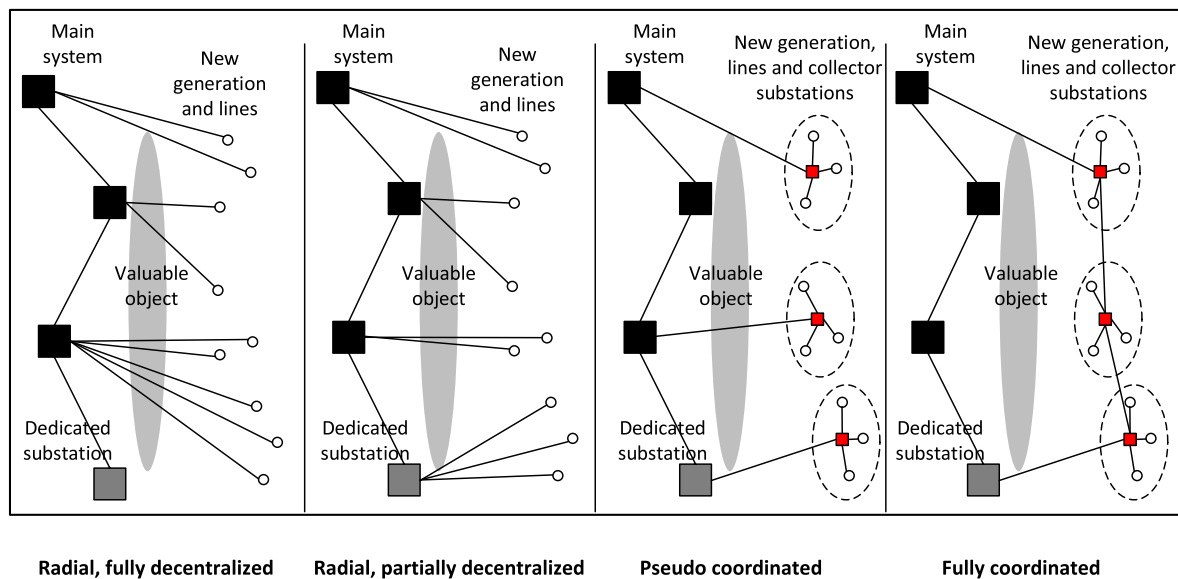 Main
system
New
generation
and lines
Valuable
object
Dedicated
substation
Radial, fully decentralized
Main
system
New
generation
and lines
Valuable
object
Dedicated
substation
Radial, partially decentralized
Main
system
New generation,
lines and collector
substations
Valuable
object
Dedicated
substation
Pseudo coordinated
Main
system
New generation,
lines and collector
substations
Valuable
object
Dedicated
substation
Fully coordinated